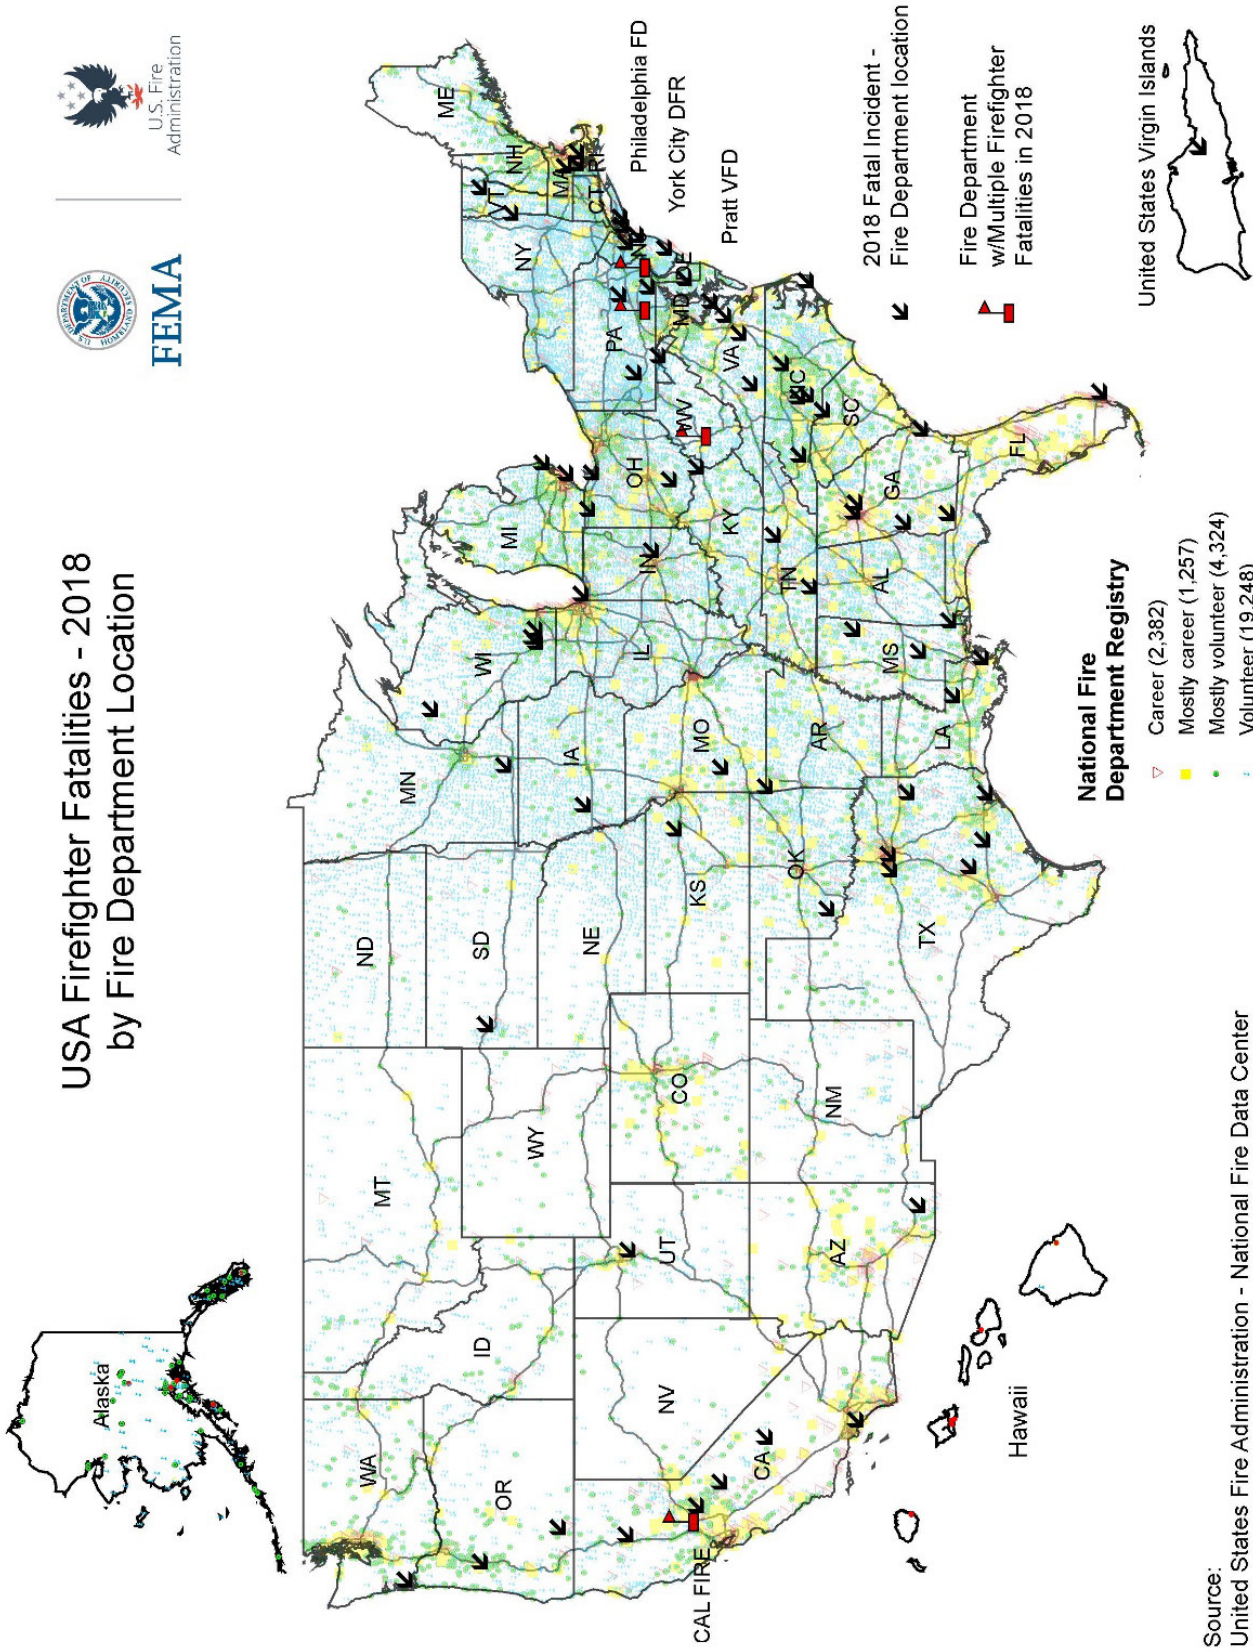 USA Firefighter Fatalities - 2018
by Fire Department Location
FEMA
U.S. Fire
Administration
Alaska
WA
OR
CA
NV
ID
MT
WY
UT
AZ
CO
NM
ND
SD
NE
KS
OK
TX
MN
IA
MO
AR
LA
WI
IL
MI
IN
OH
KY
TN
MS
AL
GA
FL
SC
NC
VA
WV
PA
NY
VT
NH
ME
MA
CT
RI
NJ
DE
MD
CAL FIRE
Philadelphia FD
York City DFR
Pratt VFD
2018 Fatal Incident -
Fire Department location
Fire Department
w/Multiple Firefighter
Fatalities in 2018
National Fire
Department Registry
Career (2,382)
Mostly career (1,257)
Mostly volunteer (4,324)
Volunteer (19,248)
Hawaii
United States Virgin Islands
Source:
United States Fire Administration - National Fire Data Center